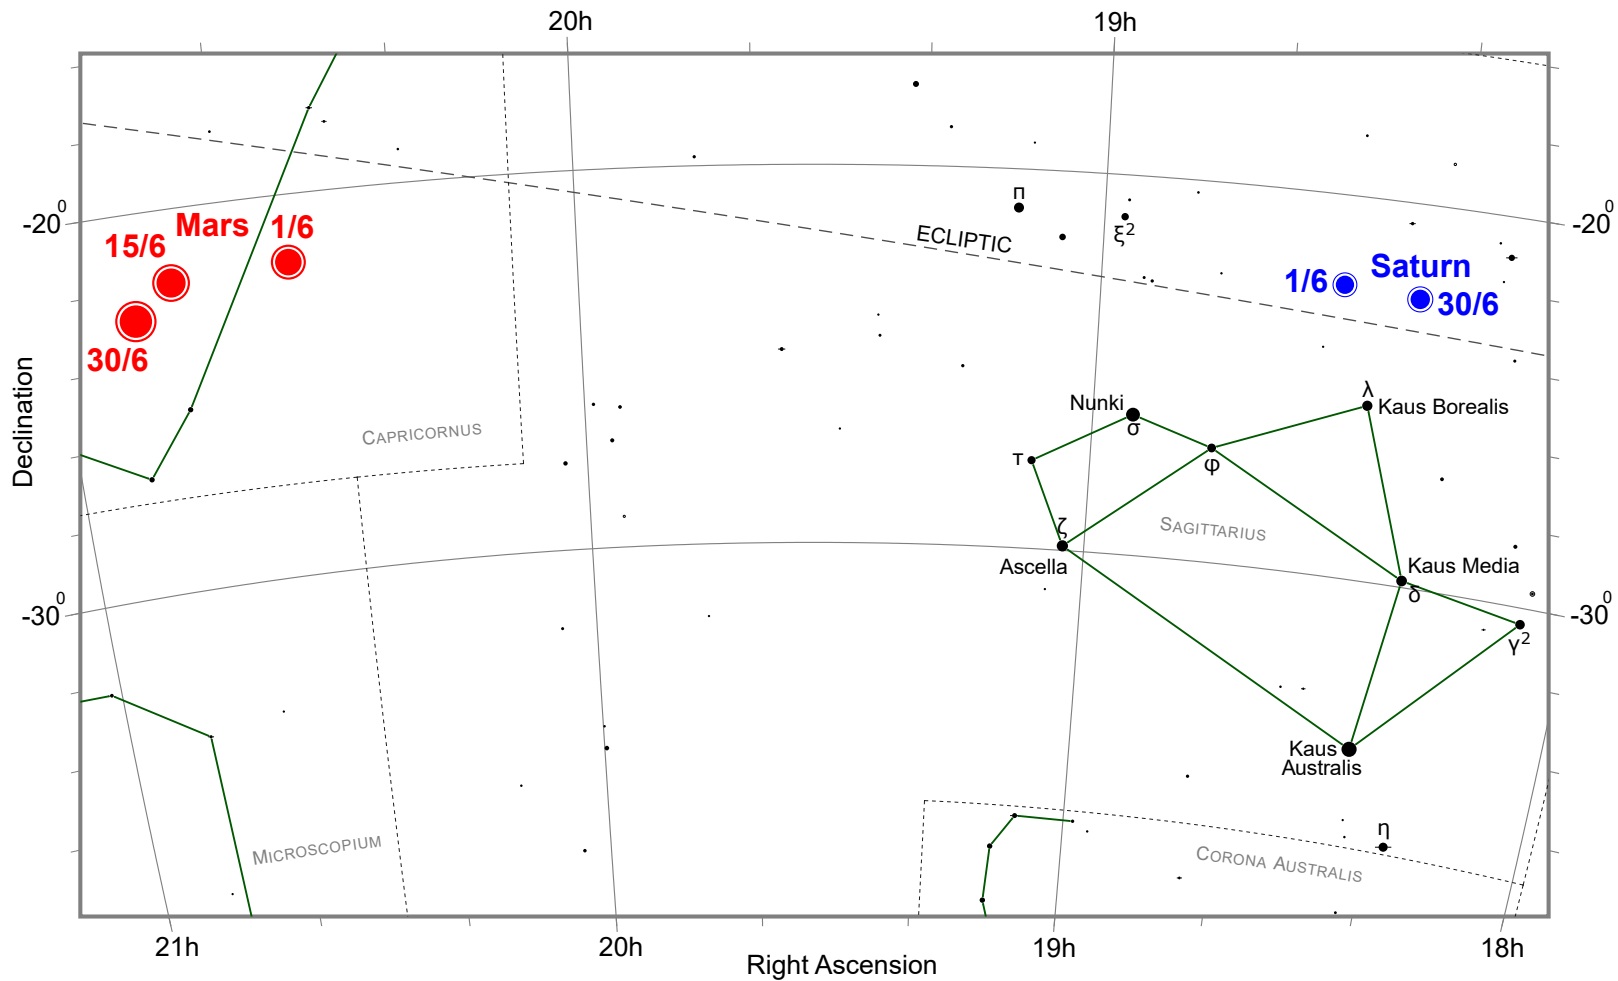 20h
19h
-20⁰
-20⁰
Mars
1/6
15/6
30/6
π
ξ²
ECLIPTIC
1/6
Saturn
30/6
Declination
CAPRICORNUS
Nunki
σ
λ
Kaus Borealis
τ
φ
ζ
SAGITTARIUS
Ascella
Kaus Media
δ
-30⁰
-30⁰
γ²
Kaus
Australis
η
MICROSCOPIUM
CORONA AUSTRALIS
21h
20h
19h
18h
Right Ascension